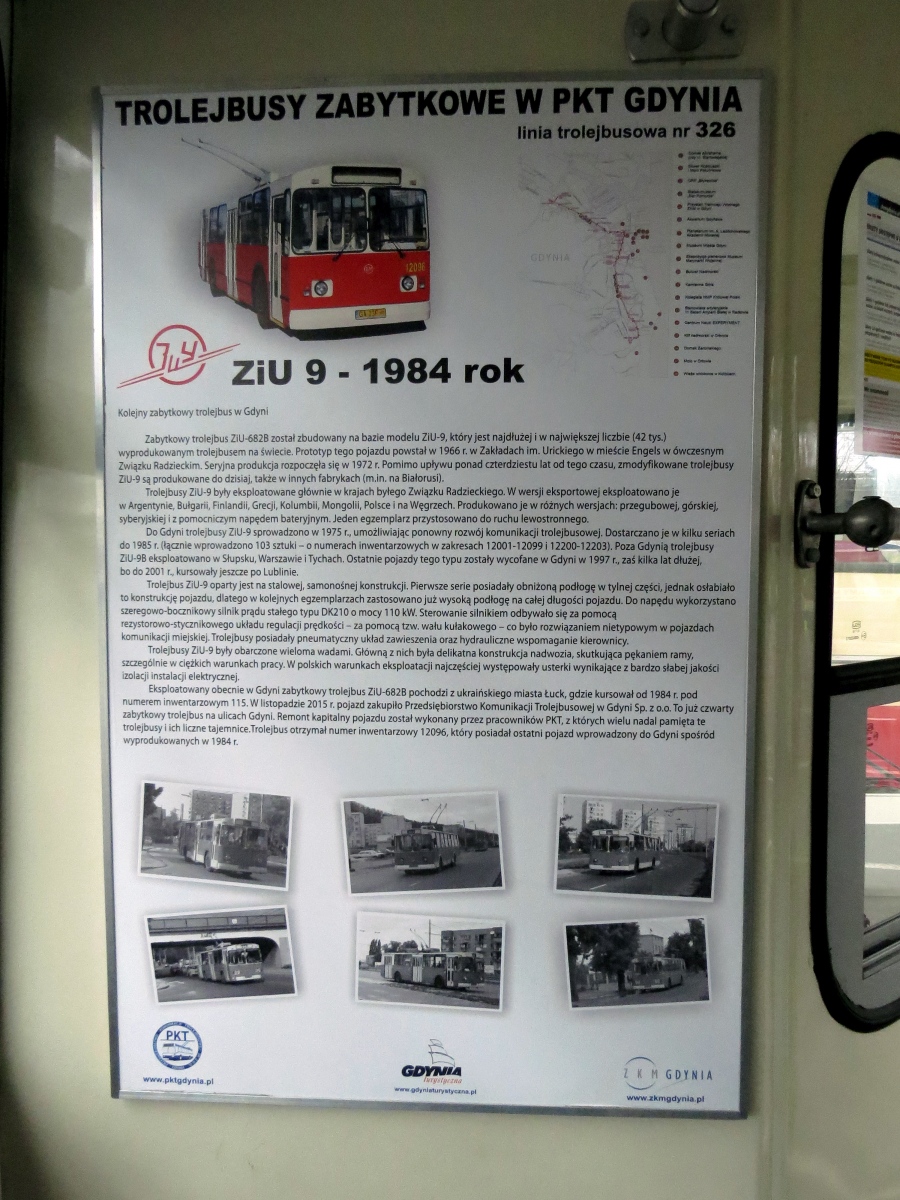 TROLEJBUSY ZABYTKOWE W PKT GDYNIA
linia trolejbusowa nr 326
GDYNIA
12096
ZiU 9 - 1984 rok
Kolejny zabytkowy trolejbus w Gdyni
Zabytkowy trolejbus ZiU-682B został zbudowany na bazie modelu ZiU-9, który jest najdłużej i w największej liczbie (42 tys.)
wyprodukowanym trolejbusem na świecie. Prototyp tego pojazdu powstał w 1966 r. w Zakładach im. Urickiego w mieście Engels w ówczesnym
Związku Radzieckim. Seryjna produkcja rozpoczęła się w 1972 r. Pomimo upływu ponad czterdziestu lat od tego czasu, zmodyfikowane trolejbusy
ZiU-9 są produkowane do dzisiaj, także w innych fabrykach (m.in. na Białorusi).
Trolejbusy ZiU-9 były eksploatowane głównie w krajach byłego Związku Radzieckiego. W wersji eksportowej eksploatowano je
w Argentynie, Bułgarii, Finlandii, Grecji, Kolumbii, Mongolii, Polsce i na Węgrzech. Produkowano je w różnych wersjach: przegubowej, górskiej,
syberyjskiej i z pomocniczym napędem bateryjnym. Jeden egzemplarz przystosowano do ruchu lewostronnego.
Do Gdyni trolejbusy ZiU-9 sprowadzono w 1975 r., umożliwiając ponowny rozwój komunikacji trolejbusowej. Dostarczano je w kilku seriach
do 1985 r. (łącznie wprowadzono 103 sztuki – o numerach inwentarzowych w zakresach 12001-12099 i 12200-12203). Poza Gdynią trolejbusy
ZiU-9B eksploatowano w Słupsku, Warszawie i Tychach. Ostatnie pojazdy tego typu zostały wycofane w Gdyni w 1997 r., zaś kilka lat dłużej,
bo do 2001 r., kursowały jeszcze po Lublinie.
Trolejbus ZiU-9 oparty jest na stalowej, samonośnej konstrukcji. Pierwsze serie posiadały obniżoną podłogę w tylnej części, jednak osłabiało
to konstrukcję pojazdu, dlatego w kolejnych egzemplarzach zastosowano już wysoką podłogę na całej długości pojazdu. Do napędu wykorzystano
szeregowo-bocznikowy silnik prądu stałego typu DK210 o mocy 110 kW. Sterowanie silnikiem odbywało się za pomocą
rezystorowo-stycznikowego układu regulacji prędkości – za pomocą tzw. wału kułakowego – co było rozwiązaniem nietypowym w pojazdach
komunikacji miejskiej. Trolejbusy posiadały pneumatyczny układ zawieszenia oraz hydrauliczne wspomaganie kierownicy.
Trolejbusy ZiU-9 były obarczone wieloma wadami. Główną z nich była delikatna konstrukcja nadwozia, skutkująca pękaniem ramy,
szczególnie w ciężkich warunkach pracy. W polskich warunkach eksploatacji najczęściej występowały usterki wynikające z bardzo słabej jakości
izolacji instalacji elektrycznej.
Eksploatowany obecnie w Gdyni zabytkowy trolejbus ZiU-682B pochodzi z ukraińskiego miasta Łuck, gdzie kursował od 1984 r. pod
numerem inwentarzowym 115. W listopadzie 2015 r. pojazd zakupiło Przedsiębiorstwo Komunikacji Trolejbusowej w Gdyni Sp. z o.o. To już czwarty
zabytkowy trolejbus na ulicach Gdyni. Remont kapitalny pojazdu został wykonany przez pracowników PKT, z których wielu nadal pamięta te
trolejbusy i ich liczne tajemnice.Trolejbus otrzymał numer inwentarzowy 12096, który posiadał ostatni pojazd wprowadzony do Gdyni spośród
wyprodukowanych w 1984 r.
PKT
www.pktgdynia.pl
GDYNIA
turystyczna
www.gdyniaturystyczna.pl
Z K M GDYNIA
www.zkmgdynia.pl